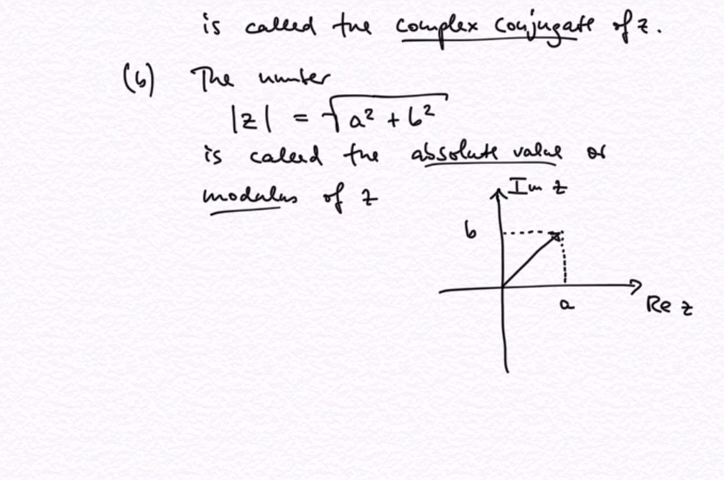 is called the complex conjugate of z.
(b) The number
|z| = √a² + b²
is called the absolute value or
modulus of z
Im z
b
a
Re z